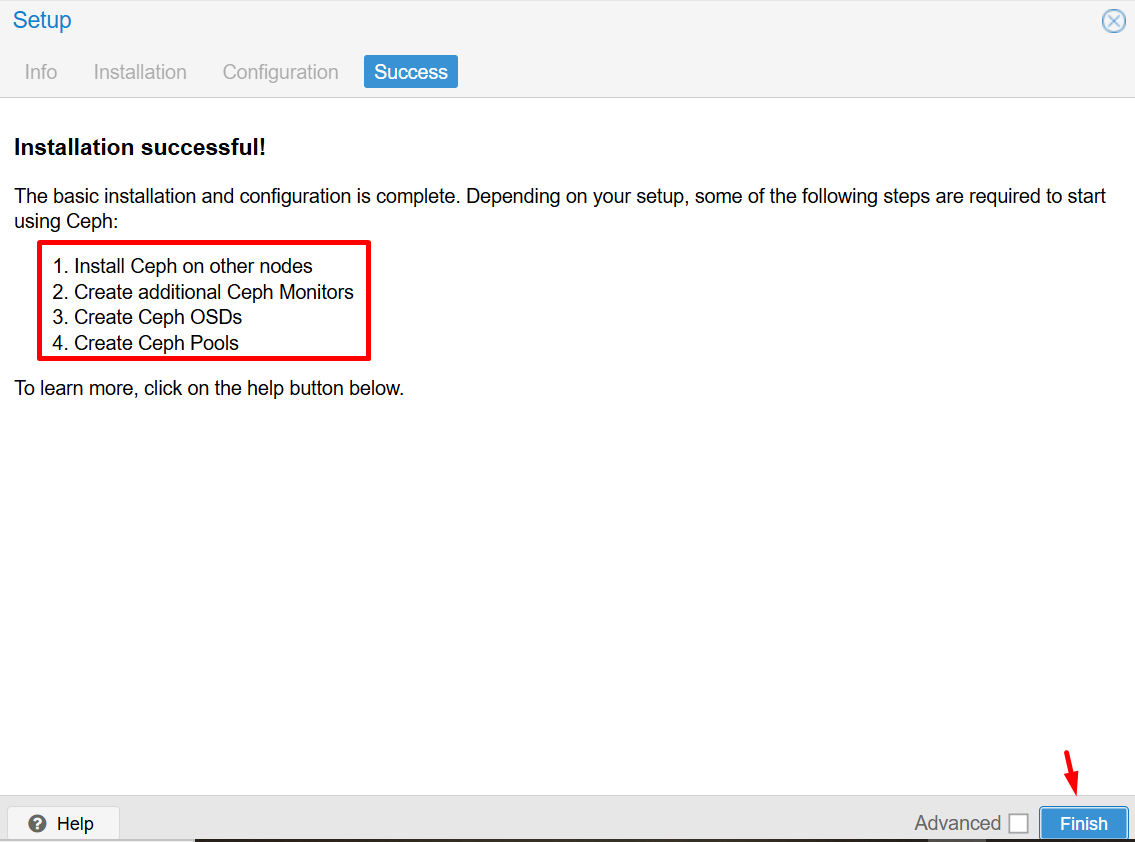 Setup
Info Installation Configuration Success
Installation successful!
The basic installation and configuration is complete. Depending on your setup, some of the following steps are required to start
using Ceph:
1. Install Ceph on other nodes
2. Create additional Ceph Monitors
3. Create Ceph OSDs
4. Create Ceph Pools
To learn more, click on the help button below.
? Help Advanced Finish